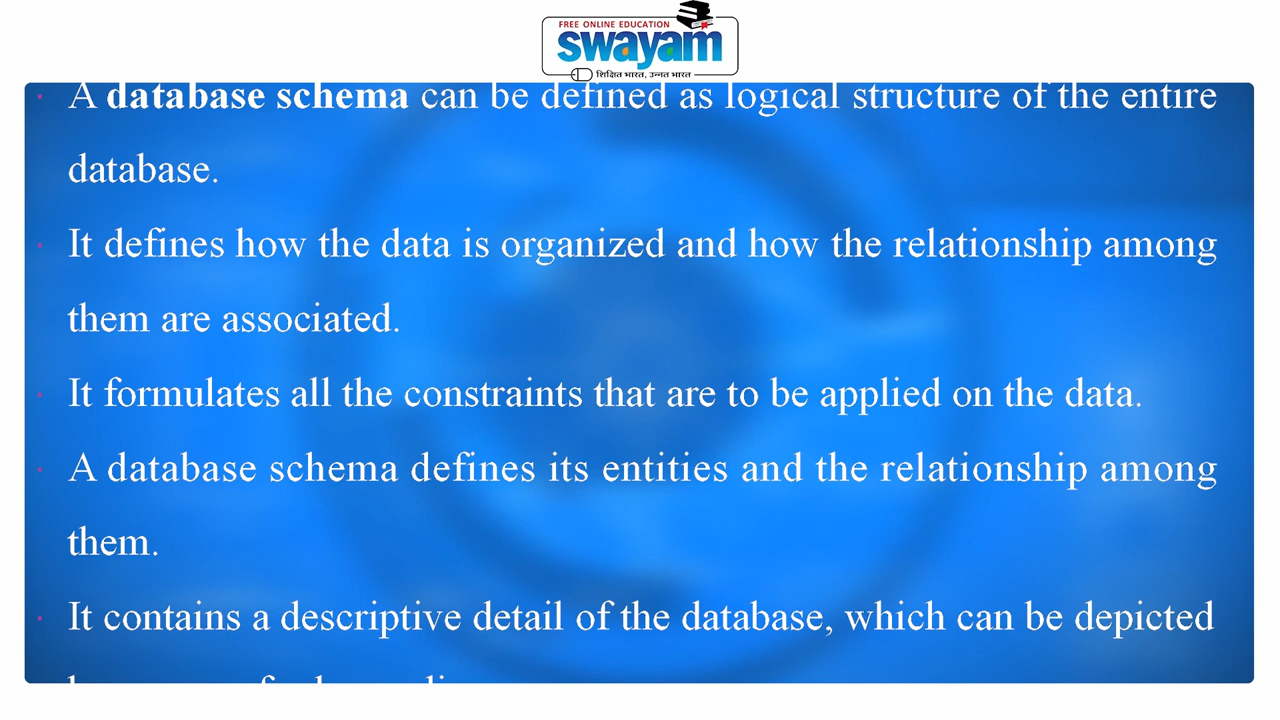 FREE ONLINE EDUCATION
swayam
शिक्षित भारत, उन्नत भारत
· A database schema can be defined as logical structure of the entire
database.
· It defines how the data is organized and how the relationship among
them are associated.
· It formulates all the constraints that are to be applied on the data.
· A database schema defines its entities and the relationship among
them.
· It contains a descriptive detail of the database, which can be depicted